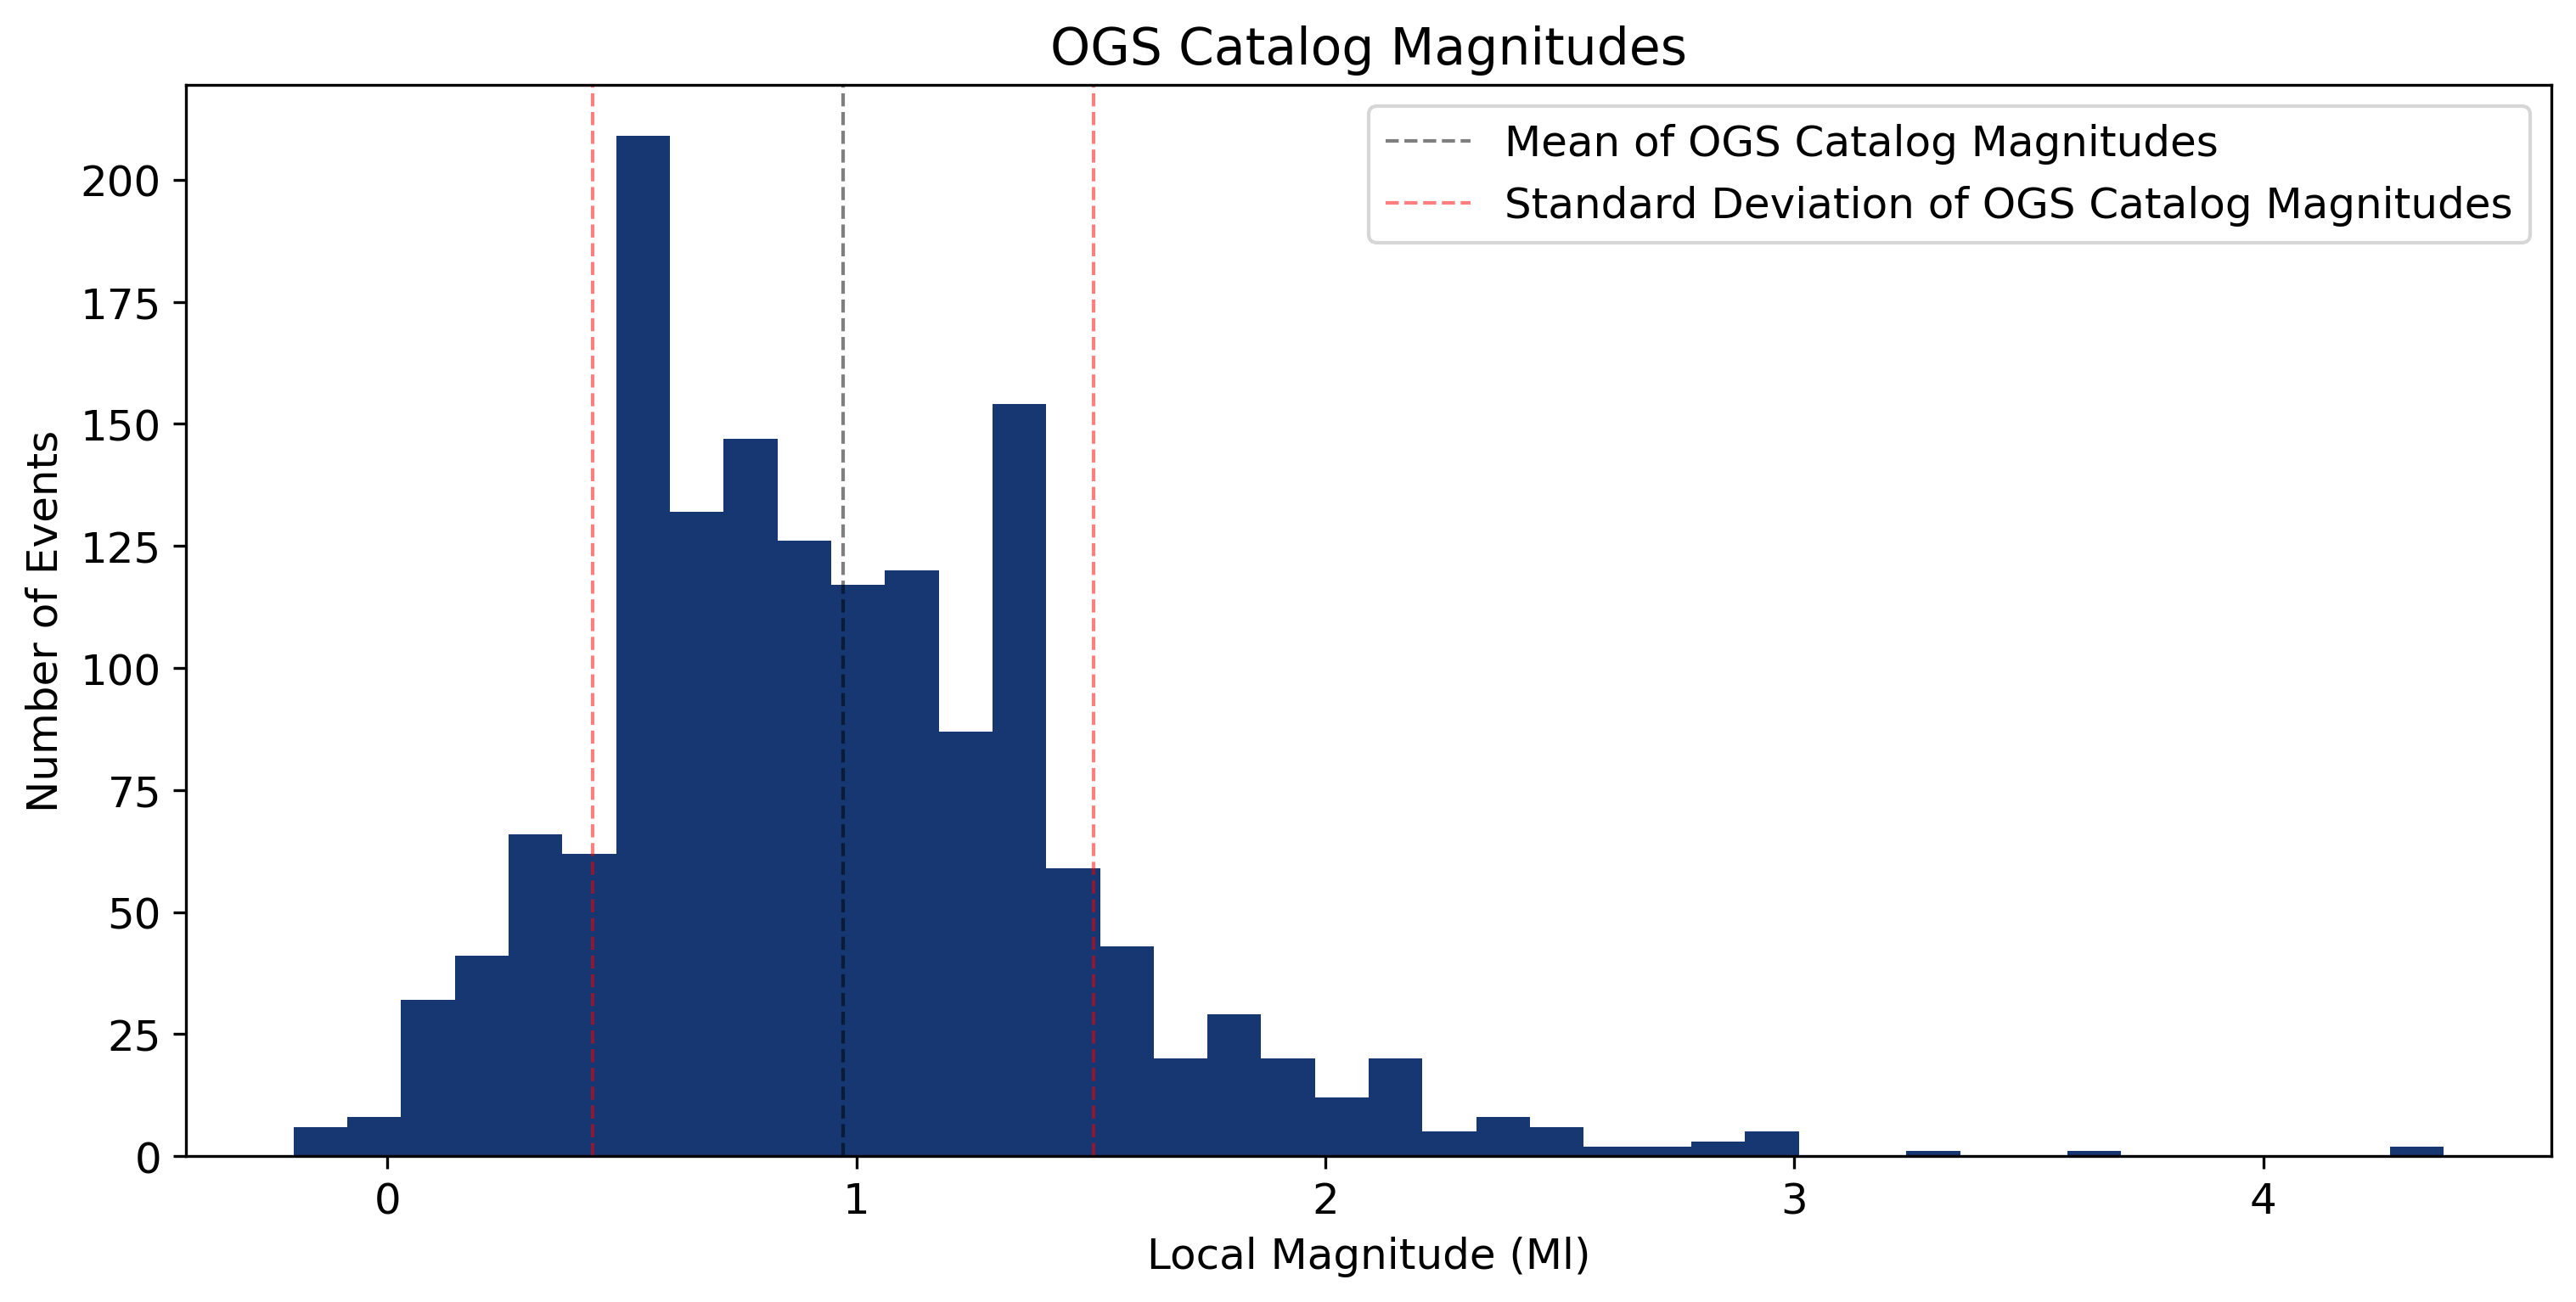 OGS Catalog Magnitudes
Mean of OGS Catalog Magnitudes
Standard Deviation of OGS Catalog Magnitudes
Number of Events
200
175
150
125
100
75
50
25
0
0 1 2 3 4
Local Magnitude (Ml)